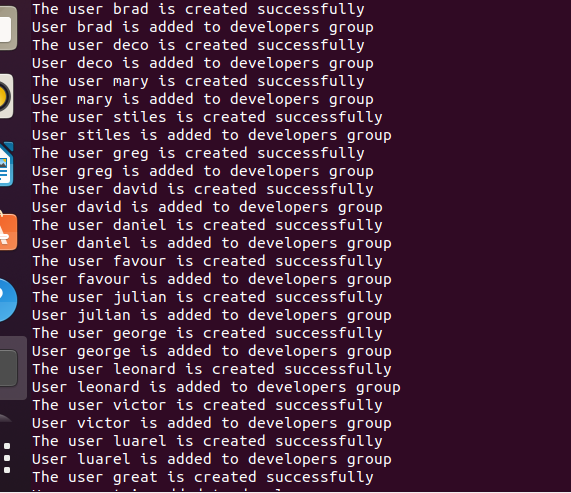 The user brad is created successfully
User brad is added to developers group
The user deco is created successfully
User deco is added to developers group
The user mary is created successfully
User mary is added to developers group
The user stiles is created successfully
User stiles is added to developers group
The user greg is created successfully
User greg is added to developers group
The user david is created successfully
User david is added to developers group
The user daniel is created successfully
User daniel is added to developers group
The user favour is created successfully
User favour is added to developers group
The user julian is created successfully
User julian is added to developers group
The user george is created successfully
User george is added to developers group
The user leonard is created successfully
User leonard is added to developers group
The user victor is created successfully
User victor is added to developers group
The user luarel is created successfully
User luarel is added to developers group
The user great is created successfully